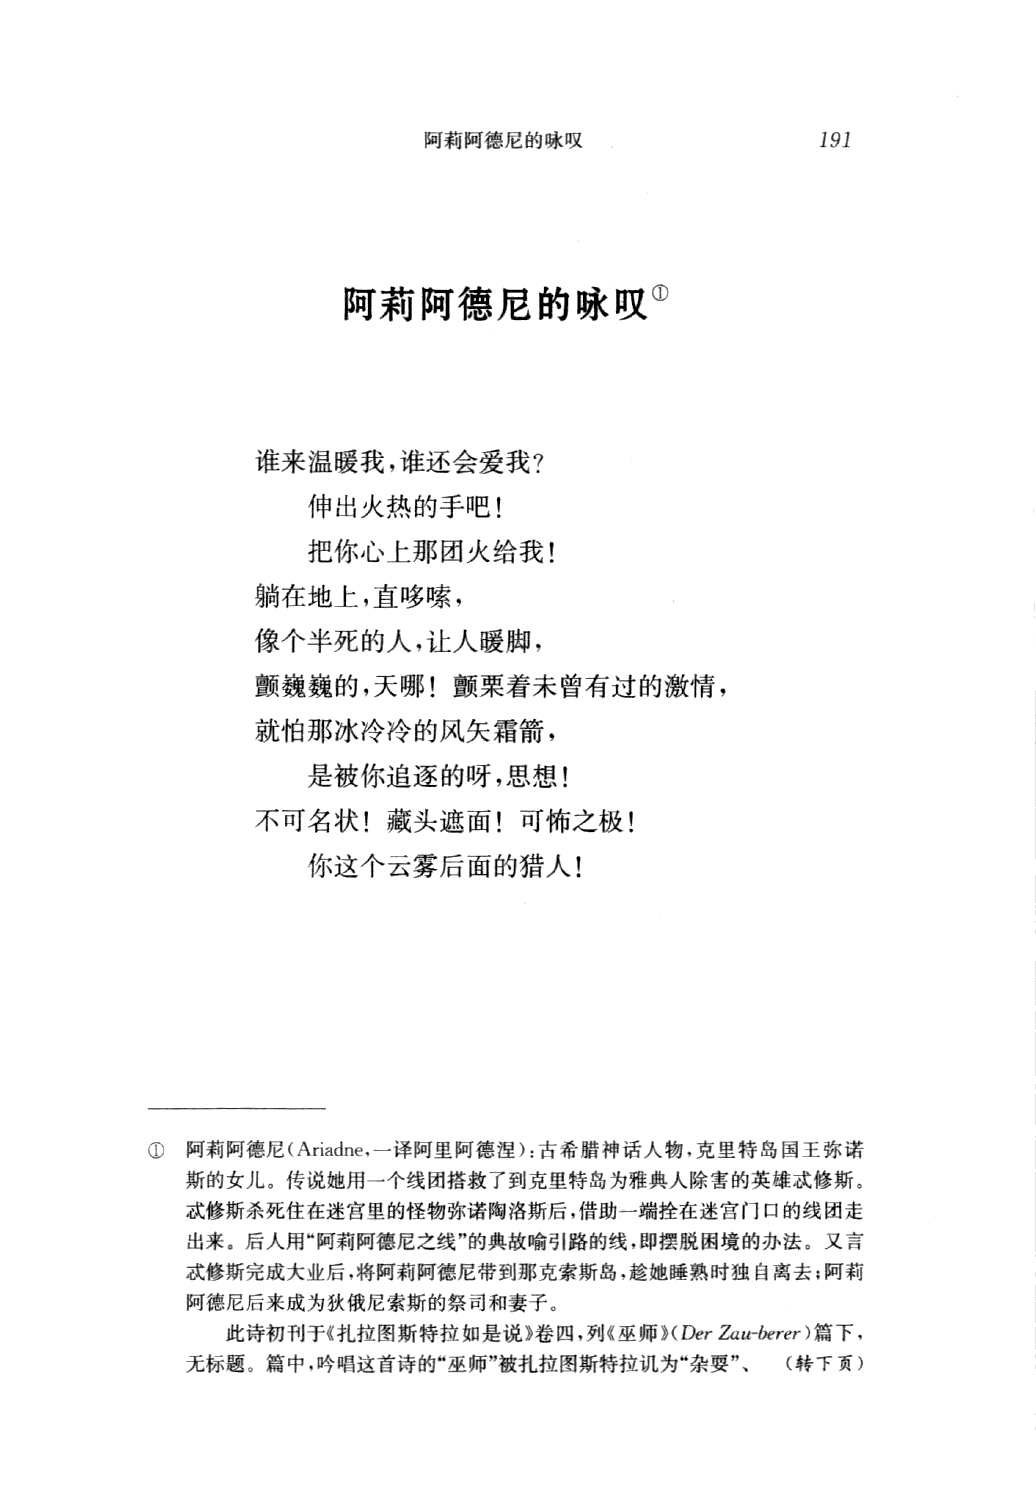 阿莉阿德尼的咏叹 191
阿莉阿德尼的咏叹①
谁来温暖我,谁还会爱我?
伸出火热的手吧!
把你心上那团火给我!
躺在地上,直哆嗦,
像个半死的人,让人暖脚,
颤巍巍的,天哪! 颤栗着未曾有过的激情,
就怕那冰冷冷的风矢霜箭,
是被你追逐的呀,思想!
不可名状! 藏头遮面! 可怖之极!
你这个云雾后面的猎人!
① 阿莉阿德尼(Ariadne,一译阿里阿德涅):古希腊神话人物,克里特岛国王弥诺
斯的女儿。传说她用一个线团搭救了到克里特岛为雅典人除害的英雄忒修斯。
忒修斯杀死住在迷宫里的怪物弥诺陶洛斯后,借助一端拴在迷宫门口的线团走
出来。后人用“阿莉阿德尼之线”的典故喻引路的线,即摆脱困境的办法。又言
忒修斯完成大业后,将阿莉阿德尼带到那克索斯岛,趁她睡熟时独自离去;阿莉
阿德尼后来成为狄俄尼索斯的祭司和妻子。
此诗初刊于《扎拉图斯特拉如是说》卷四,列《巫师》(Der Zau-berer)篇下,
无标题。篇中,吟唱这首诗的“巫师”被扎拉图斯特拉讥为“杂耍”、 (转下页)